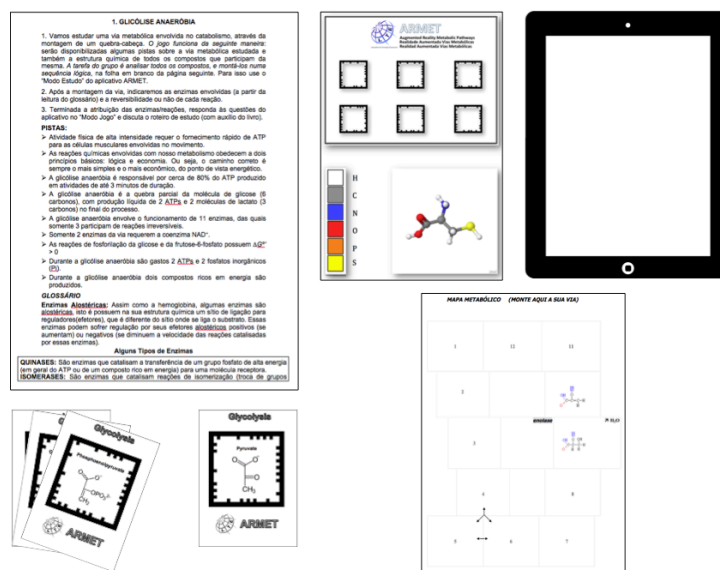 1. GLICÓLISE ANAERÓBIA
1. Vamos estudar uma via metabólica envolvida no catabolismo, através da
montagem de um quebra-cabeça. O jogo funciona da seguinte maneira:
serão disponibilizadas algumas pistas sobre a via metabólica estudada e
também a estrutura química de todos os compostos que participam da
mesma. A tarefa do grupo é analisar todos os compostos, e montá-los numa
sequência lógica, na folha em branco da página seguinte. Para isso use o
"Modo Estudo" do aplicativo ARMET.
2. Após a montagem da via, indicaremos as enzimas envolvidas (a partir da
leitura do glossário) e a reversibilidade ou não de cada reação.
3. Terminada a atribuição das enzimas/reações, responda às questões do
aplicativo no "Modo Jogo" e discuta o roteiro de estudo (com auxílio do livro).
PISTAS:
➢ Atividade física de alta intensidade requer o fornecimento rápido de ATP
para as células musculares envolvidas no movimento.
➢ As reações químicas envolvidas com nosso metabolismo obedecem a dois
princípios básicos: lógica e economia. Ou seja, o caminho correto é
sempre o mais simples e o mais econômico, do ponto de vista energético.
➢ A glicólise anaeróbia é responsável por cerca de 80% do ATP produzido
em atividades de até 3 minutos de duração.
➢ A glicólise anaeróbia é a quebra parcial da molécula de glicose (6
carbonos), com produção líquida de 2 ATPs e 2 moléculas de lactato (3
carbonos) no final do processo.
➢ A glicólise anaeróbia envolve o funcionamento de 11 enzimas, das quais
somente 3 participam de reações irreversíveis.
➢ Somente 2 enzimas da via requerem a coenzima NAD⁺.
➢ As reações de fosforilação da glicose e da frutose-6-fosfato possuem ΔG°'
> 0
➢ Durante a glicólise anaeróbia são gastos 2 ATPs e 2 fosfatos inorgânicos
(Pi).
➢ Durante a glicólise anaeróbia dois compostos ricos em energia são
produzidos.
GLOSSÁRIO
Enzimas Alostéricas: Assim como a hemoglobina, algumas enzimas são
alostéricas, isto é possuem na sua estrutura química um sítio de ligação para
reguladores(efetores), que é diferente do sítio onde se liga o substrato. Essas
enzimas podem sofrer regulação por seus efetores alostéricos positivos (se
aumentam) ou negativos (se diminuem a velocidade das reações catalisadas
por essas enzimas).
Alguns Tipos de Enzimas
QUINASES: São enzimas que catalisam a transferência de um grupo fosfato de alta energia
(em geral do ATP ou de um composto rico em energia) para uma molécula receptora.
ISOMERASES: São enzimas que catalisam reações de isomerização (troca de grupos
ARMET
Augmented Reality Metabolic Pathways
Realidade Aumentada Vias Metabólicas
Realidad Aumentada Vías Metabólicas
H
C
N
O
P
S
MAPA METABÓLICO (MONTE AQUI A SUA VIA)
1 12 11
2
enolase H₂O
3
4 8
5 6 7
Glycolysis
Phosphoenolpyruvate
O O⁻
OPO₃²⁻
CH₂
ARMET
Glycolysis
Pyruvate
O O⁻
O
CH₃
ARMET